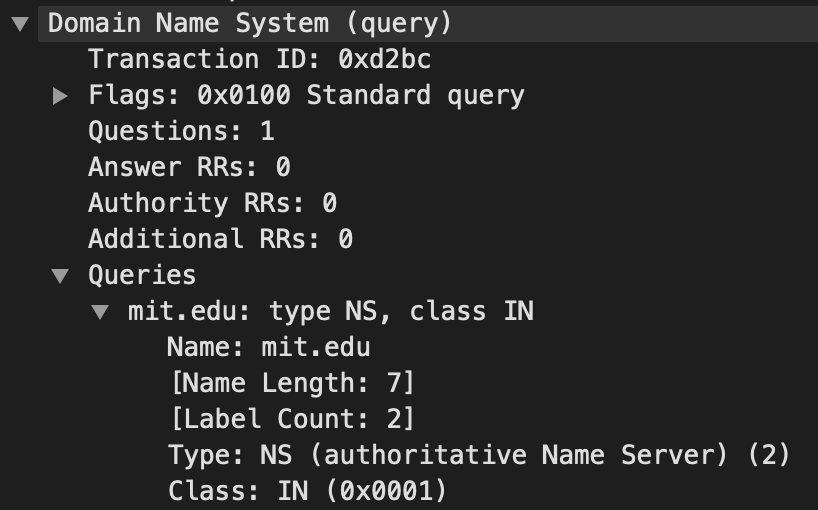 Domain Name System (query)
Transaction ID: 0xd2bc
Flags: 0x0100 Standard query
Questions: 1
Answer RRs: 0
Authority RRs: 0
Additional RRs: 0
Queries
mit.edu: type NS, class IN
Name: mit.edu
[Name Length: 7]
[Label Count: 2]
Type: NS (authoritative Name Server) (2)
Class: IN (0x0001)